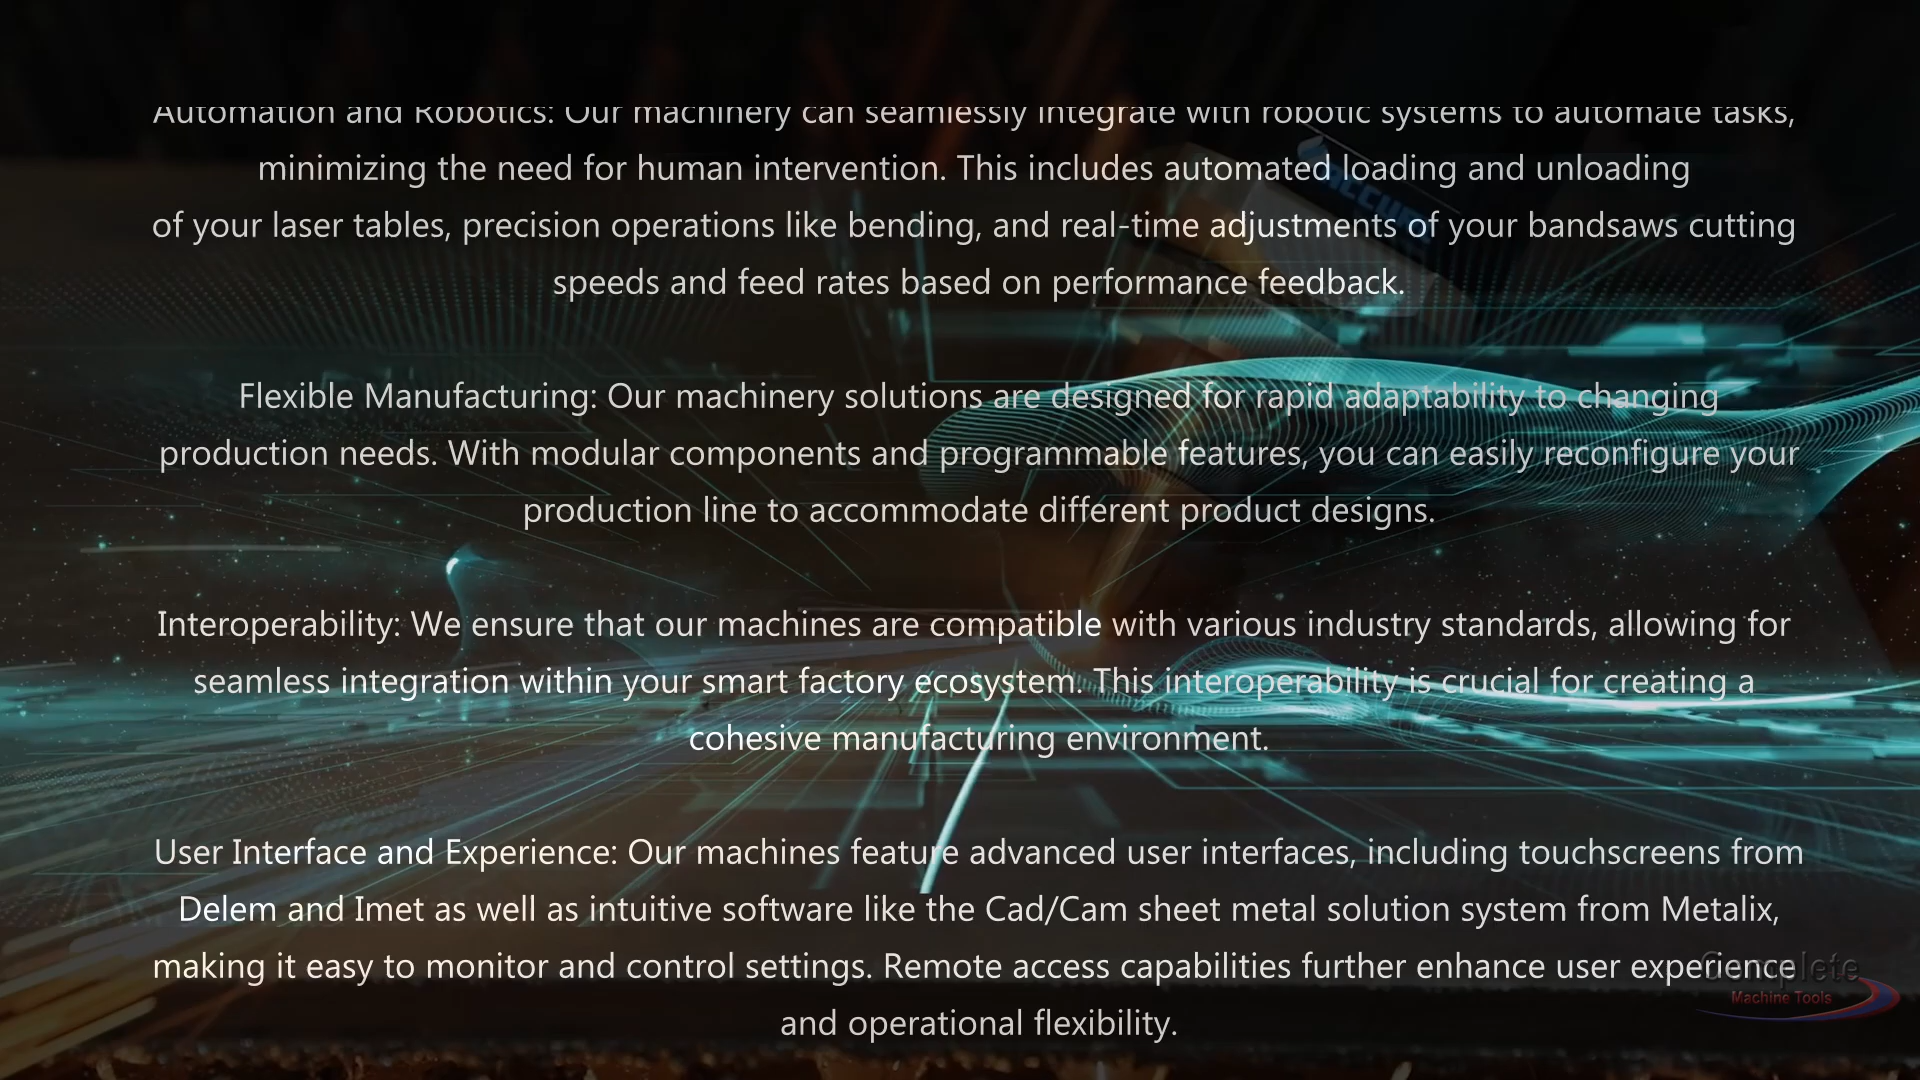 Automation and Robotics: Our machinery can seamlessly integrate with robotic systems to automate tasks,
minimizing the need for human intervention. This includes automated loading and unloading
of your laser tables, precision operations like bending, and real-time adjustments of your bandsaws cutting
speeds and feed rates based on performance feedback.
Flexible Manufacturing: Our machinery solutions are designed for rapid adaptability to changing
production needs. With modular components and programmable features, you can easily reconfigure your
production line to accommodate different product designs.
Interoperability: We ensure that our machines are compatible with various industry standards, allowing for
seamless integration within your smart factory ecosystem. This interoperability is crucial for creating a
cohesive manufacturing environment.
User Interface and Experience: Our machines feature advanced user interfaces, including touchscreens from
Delem and Imet as well as intuitive software like the Cad/Cam sheet metal solution system from Metalix,
making it easy to monitor and control settings. Remote access capabilities further enhance user experience
and operational flexibility.
Complete
Machine Tools